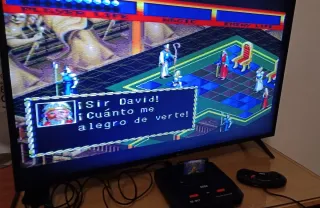 ¡Sir David!
¡Cuánto me
alegro de verte!